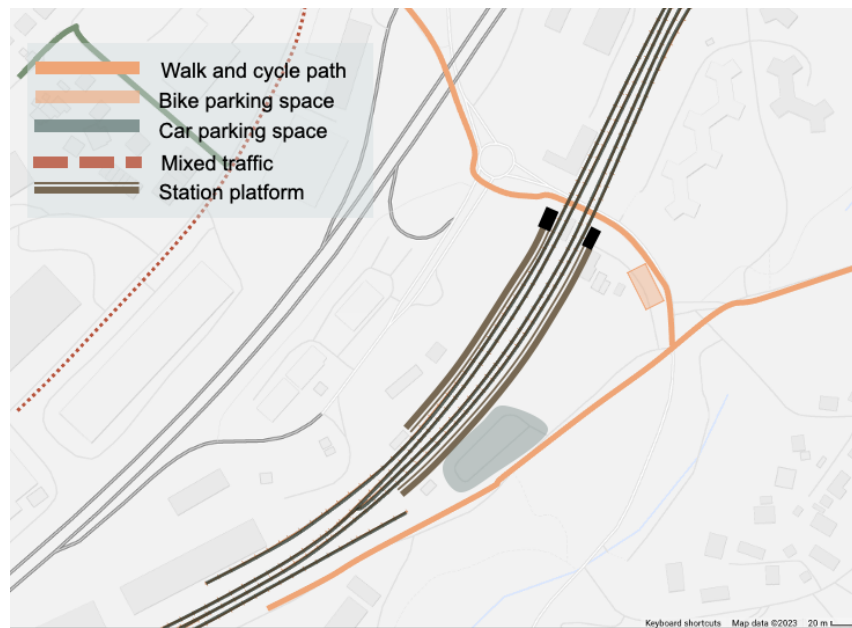 Walk and cycle path
Bike parking space
Car parking space
Mixed traffic
Station platform
Keyboard shortcuts Map data ©2023 20 m